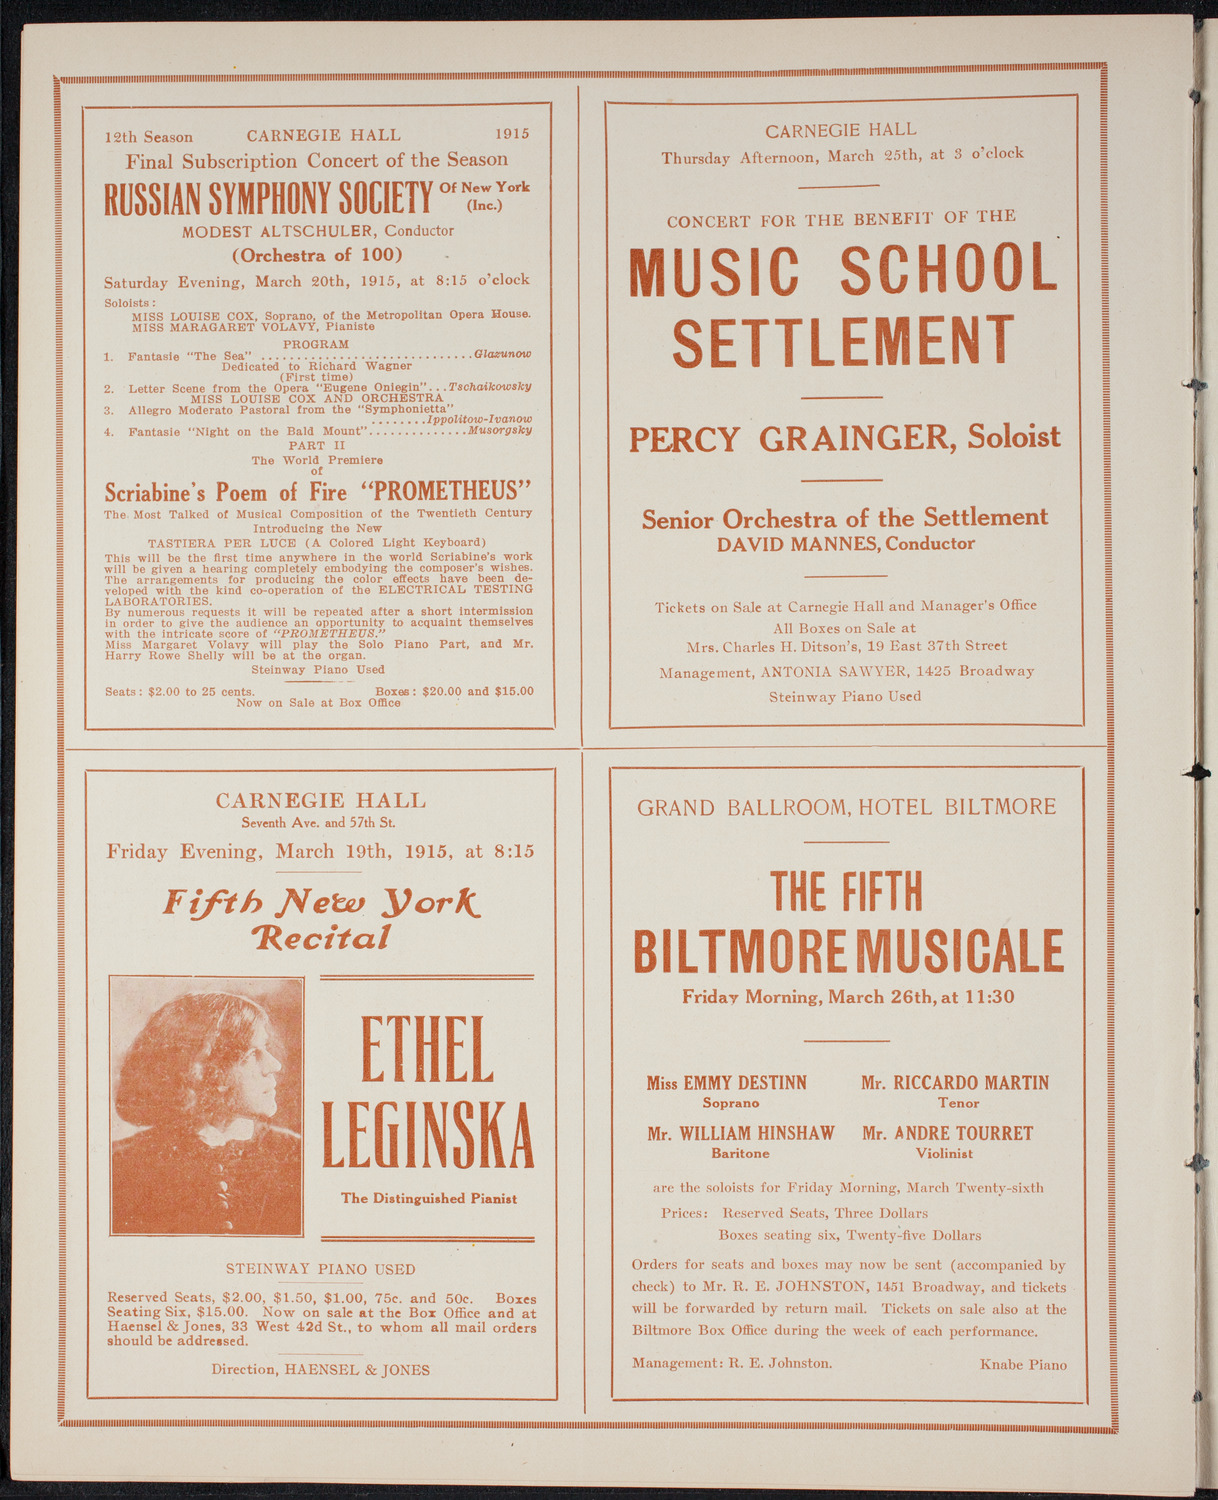 12th Season CARNEGIE HALL 1915
Final Subscription Concert of the Season
RUSSIAN SYMPHONY SOCIETY Of New York
(Inc.)
MODEST ALTSCHULER, Conductor
(Orchestra of 100)
Saturday Evening, March 20th, 1915, at 8:15 o'clock
Soloists:
MISS LOUISE COX, Soprano, of the Metropolitan Opera House.
MISS MARAGARET VOLAVY, Pianiste
PROGRAM
1. Fantasie "The Sea" ..............................Glazunow
Dedicated to Richard Wagner
(First time)
2. Letter Scene from the Opera "Eugene Oniegin"...Tschaikowsky
MISS LOUISE COX AND ORCHESTRA
3. Allegro Moderato Pastoral from the "Symphonietta"
........Ippolitow-Ivanow
4. Fantasie "Night on the Bald Mount"..............Musorgsky
PART II
The World Premiere
of
Scriabine's Poem of Fire "PROMETHEUS"
The Most Talked of Musical Composition of the Twentieth Century
Introducing the New
TASTIERA PER LUCE (A Colored Light Keyboard)
This will be the first time anywhere in the world Scriabine's work
will be given a hearing completely embodying the composer's wishes.
The arrangements for producing the color effects have been de-
veloped with the kind co-operation of the ELECTRICAL TESTING
LABORATORIES.
By numerous requests it will be repeated after a short intermission
in order to give the audience an opportunity to acquaint themselves
with the intricate score of "PROMETHEUS."
Miss Margaret Volavy will play the Solo Piano Part, and Mr.
Harry Rowe Shelly will be at the organ.
Steinway Piano Used
Seats: $2.00 to 25 cents. Boxes: $20.00 and $15.00
Now on Sale at Box Office
CARNEGIE HALL
Thursday Afternoon, March 25th, at 3 o'clock
CONCERT FOR THE BENEFIT OF THE
MUSIC SCHOOL
SETTLEMENT
PERCY GRAINGER, Soloist
Senior Orchestra of the Settlement
DAVID MANNES, Conductor
Tickets on Sale at Carnegie Hall and Manager's Office
All Boxes on Sale at
Mrs. Charles H. Ditson's, 19 East 37th Street
Management, ANTONIA SAWYER, 1425 Broadway
Steinway Piano Used
CARNEGIE HALL
Seventh Ave. and 57th St.
Friday Evening, March 19th, 1915, at 8:15
Fifth New York
Recital
ETHEL
LEGINSKA
The Distinguished Pianist
STEINWAY PIANO USED
Reserved Seats, $2.00, $1.50, $1.00, 75c. and 50c. Boxes
Seating Six, $15.00. Now on sale at the Box Office and at
Haensel & Jones, 33 West 42d St., to whom all mail orders
should be addressed.
Direction, HAENSEL & JONES
GRAND BALLROOM, HOTEL BILTMORE
THE FIFTH
BILTMORE MUSICALE
Friday Morning, March 26th, at 11:30
Miss EMMY DESTINN Mr. RICCARDO MARTIN
Soprano Tenor
Mr. WILLIAM HINSHAW Mr. ANDRE TOURRET
Baritone Violinist
are the soloists for Friday Morning, March Twenty-sixth
Prices: Reserved Seats, Three Dollars
Boxes seating six, Twenty-five Dollars
Orders for seats and boxes may now be sent (accompanied by
check) to Mr. R. E. JOHNSTON, 1451 Broadway, and tickets
will be forwarded by return mail. Tickets on sale also at the
Biltmore Box Office during the week of each performance.
Management: R. E. Johnston. Knabe Piano